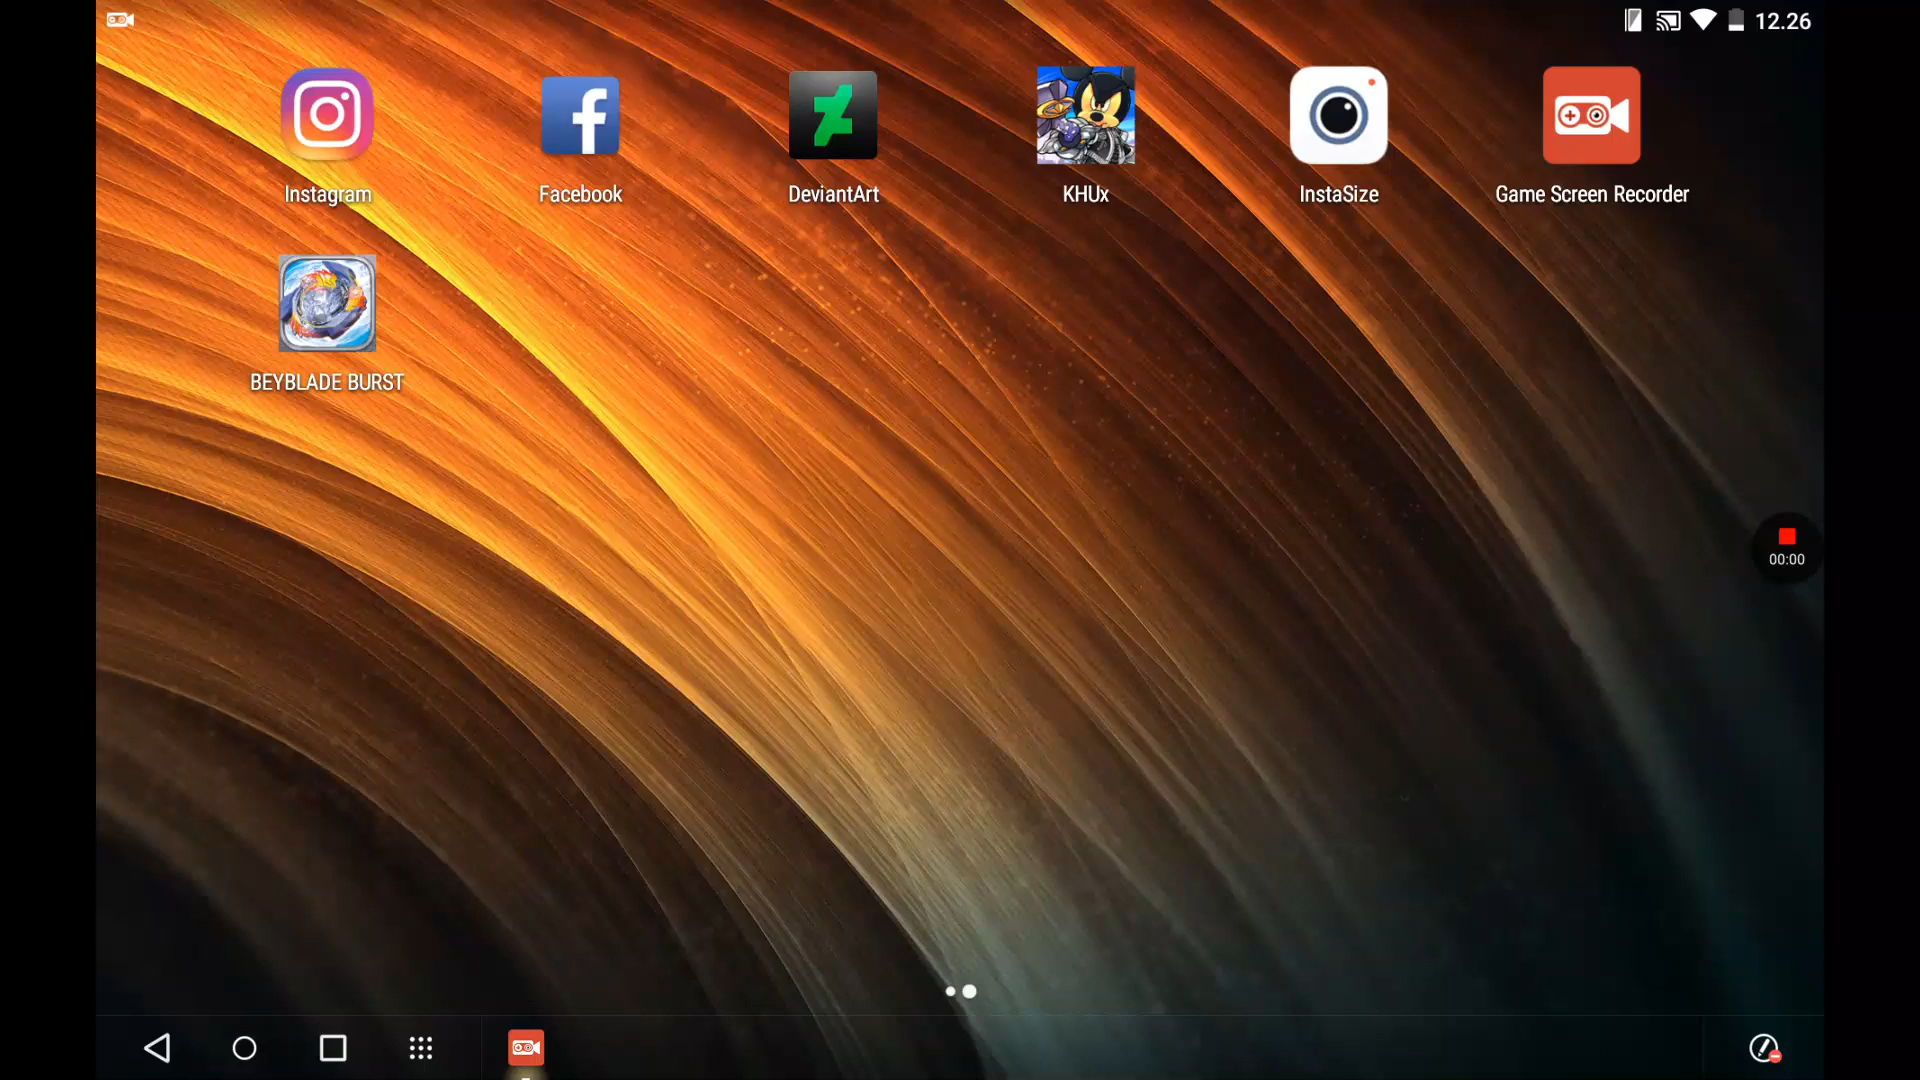 12.26
Instagram
Facebook
DeviantArt
KHUx
InstaSize
Game Screen Recorder
BEYBLADE BURST
00:00